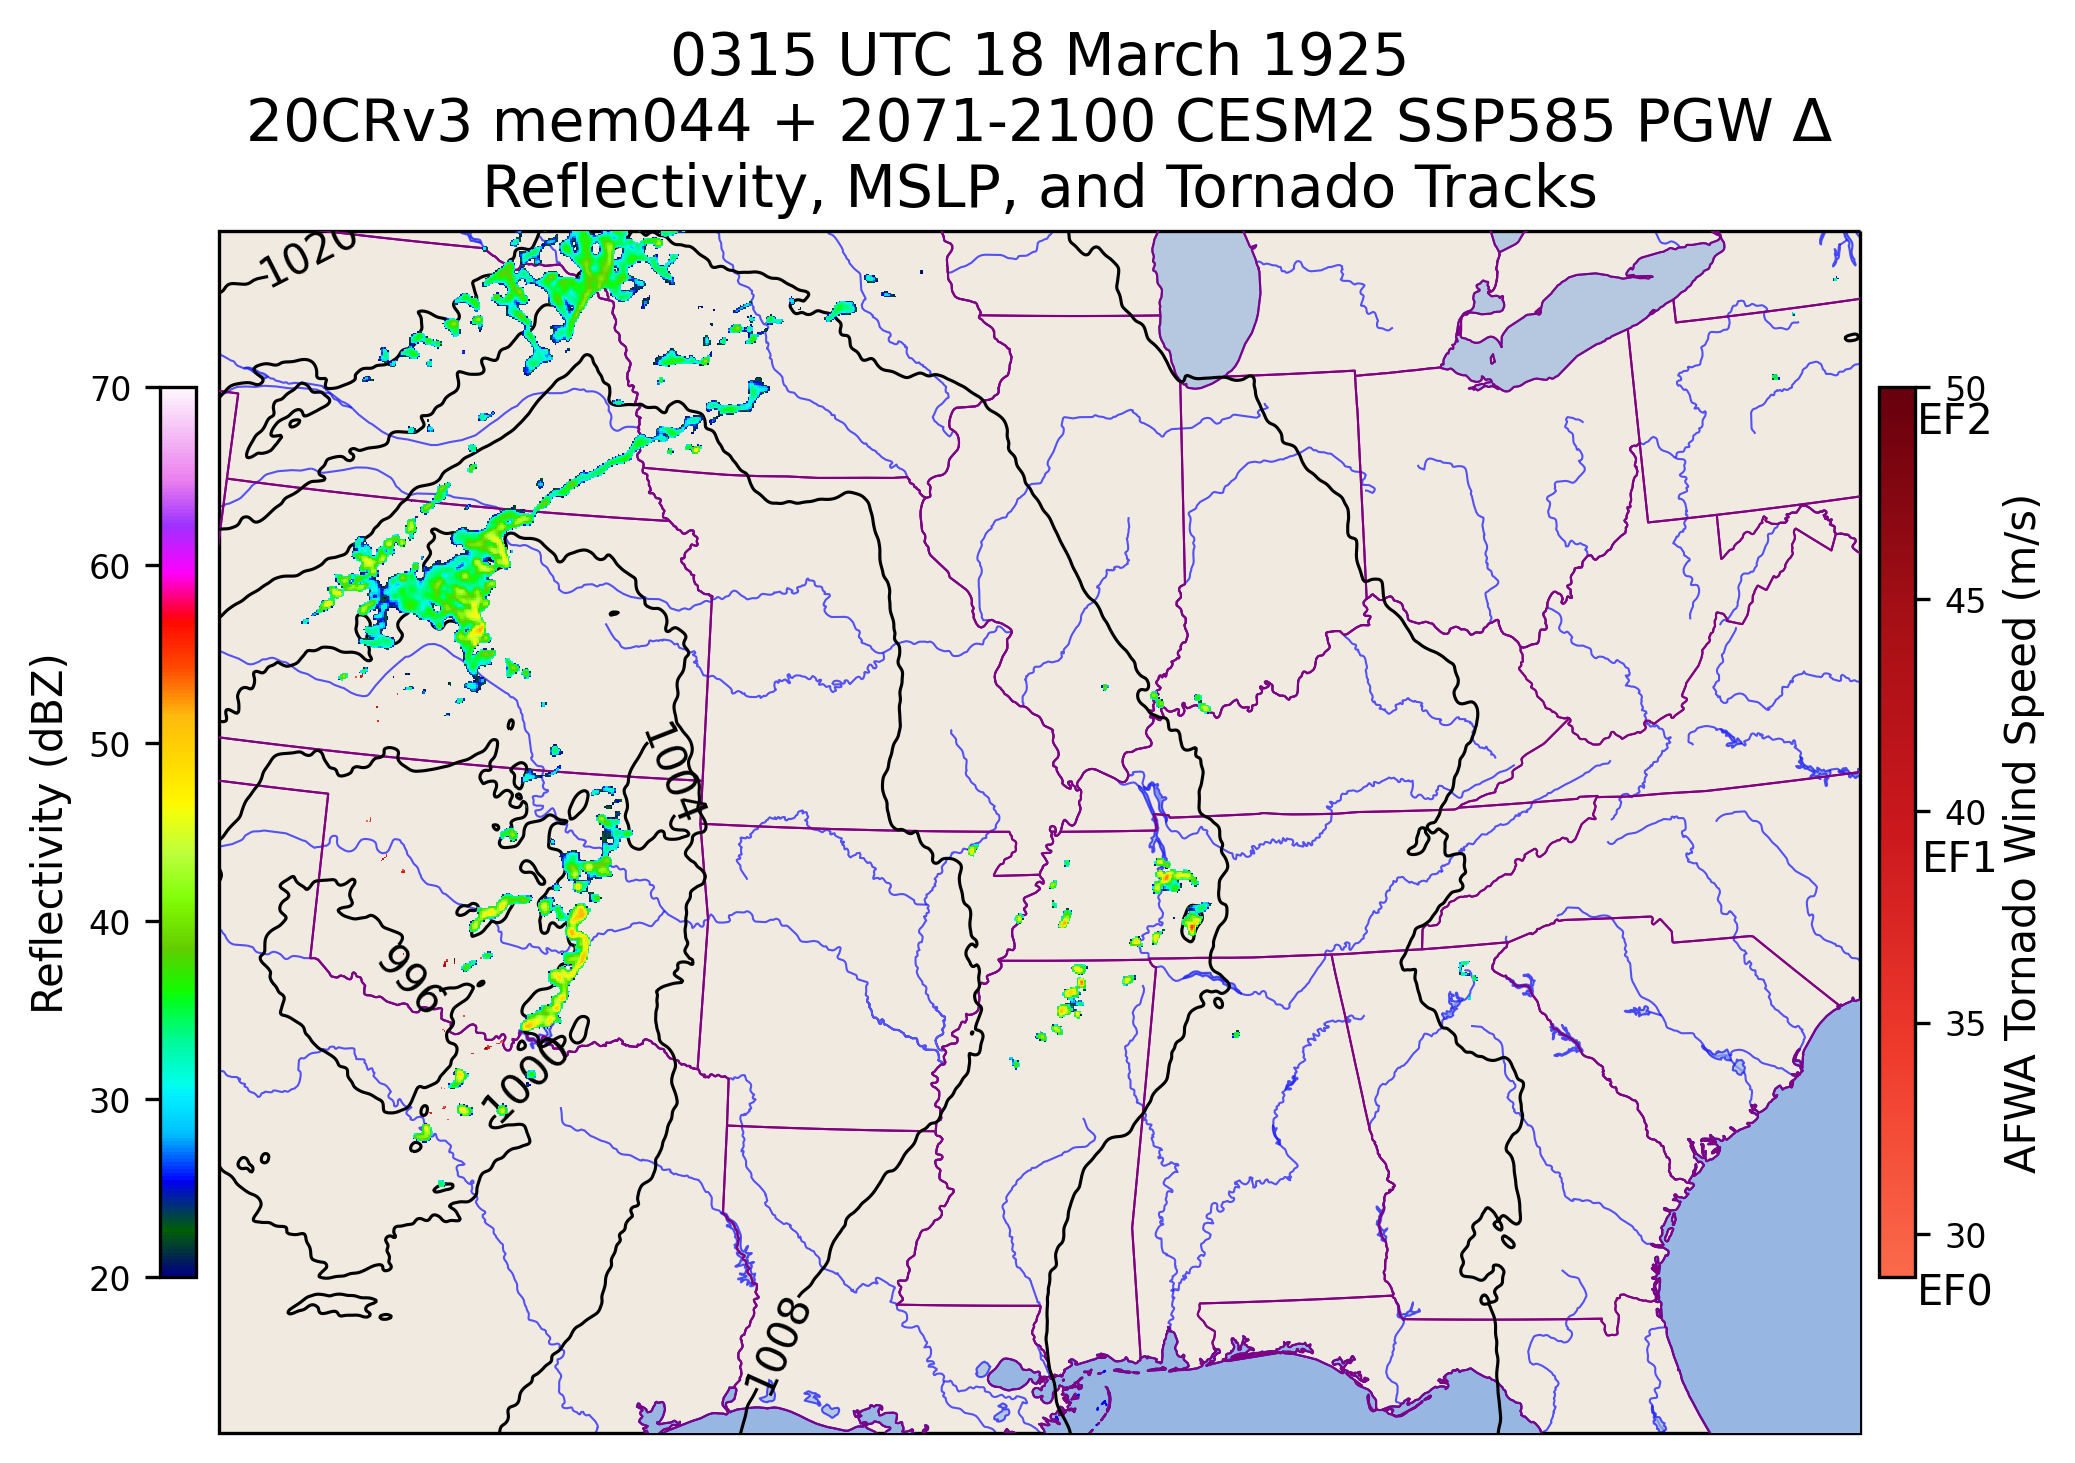 0315 UTC 18 March 1925
20CRv3 mem044 + 2071-2100 CESM2 SSP585 PGW Δ
Reflectivity, MSLP, and Tornado Tracks
Reflectivity (dBZ)
70
60
50
40
30
20
1020
1004
996
1000
1008
50
EF2
45
40
EF1
35
30
EF0
AFWA Tornado Wind Speed (m/s)